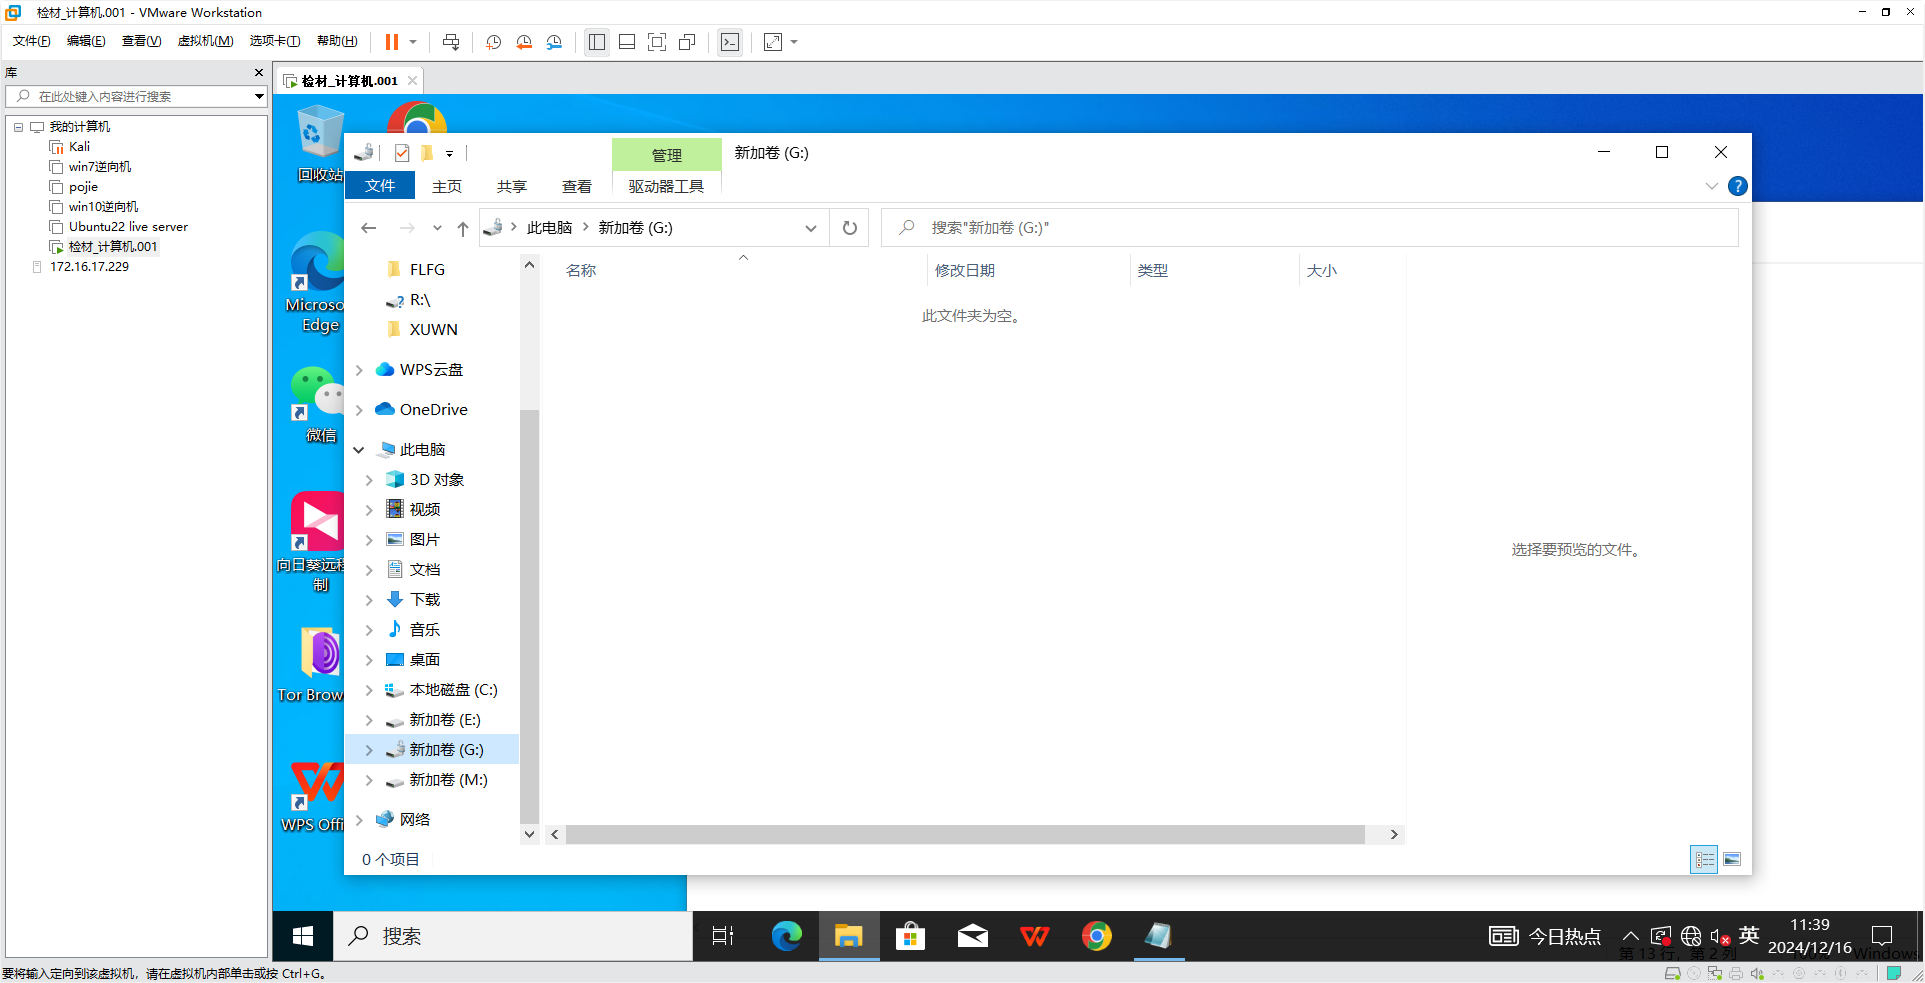 检材_计算机.001 - VMware Workstation
文件(F) 编辑(E) 查看(V) 虚拟机(M) 选项卡(T) 帮助(H)
库
在此处键入内容进行搜索
我的计算机
Kali
win7逆向机
pojie
win10逆向机
Ubuntu22 live server
检材_计算机.001
172.16.17.229
检材_计算机.001
回收站
Microso
Edge
微信
向日葵远程
制
Tor Brow
WPS Offi
管理
新加卷 (G:)
文件 主页 共享 查看 驱动器工具
此电脑 新加卷 (G:)
搜索"新加卷 (G:)"
FLFG
R:\
XUWN
WPS云盘
OneDrive
此电脑
3D 对象
视频
图片
文档
下载
音乐
桌面
本地磁盘 (C:)
新加卷 (E:)
新加卷 (G:)
新加卷 (M:)
网络
名称 修改日期 类型 大小
此文件夹为空。
选择要预览的文件。
0 个项目
搜索
今日热点
英
11:39
2024/12/16
第 13 行，第 2 列
100%
Windows
要将输入定向到该虚拟机，请在虚拟机内部单击或按 Ctrl+G。